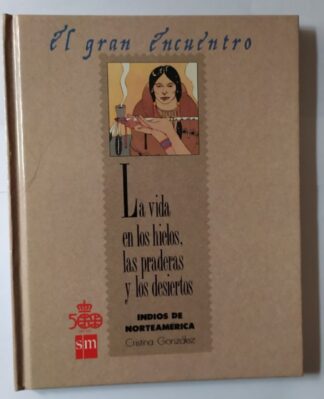 el gran encuentro
La vida
en los hielos,
las praderas
y los desiertos
INDIOS DE
NORTEAMERICA
Cristina González
500
sm